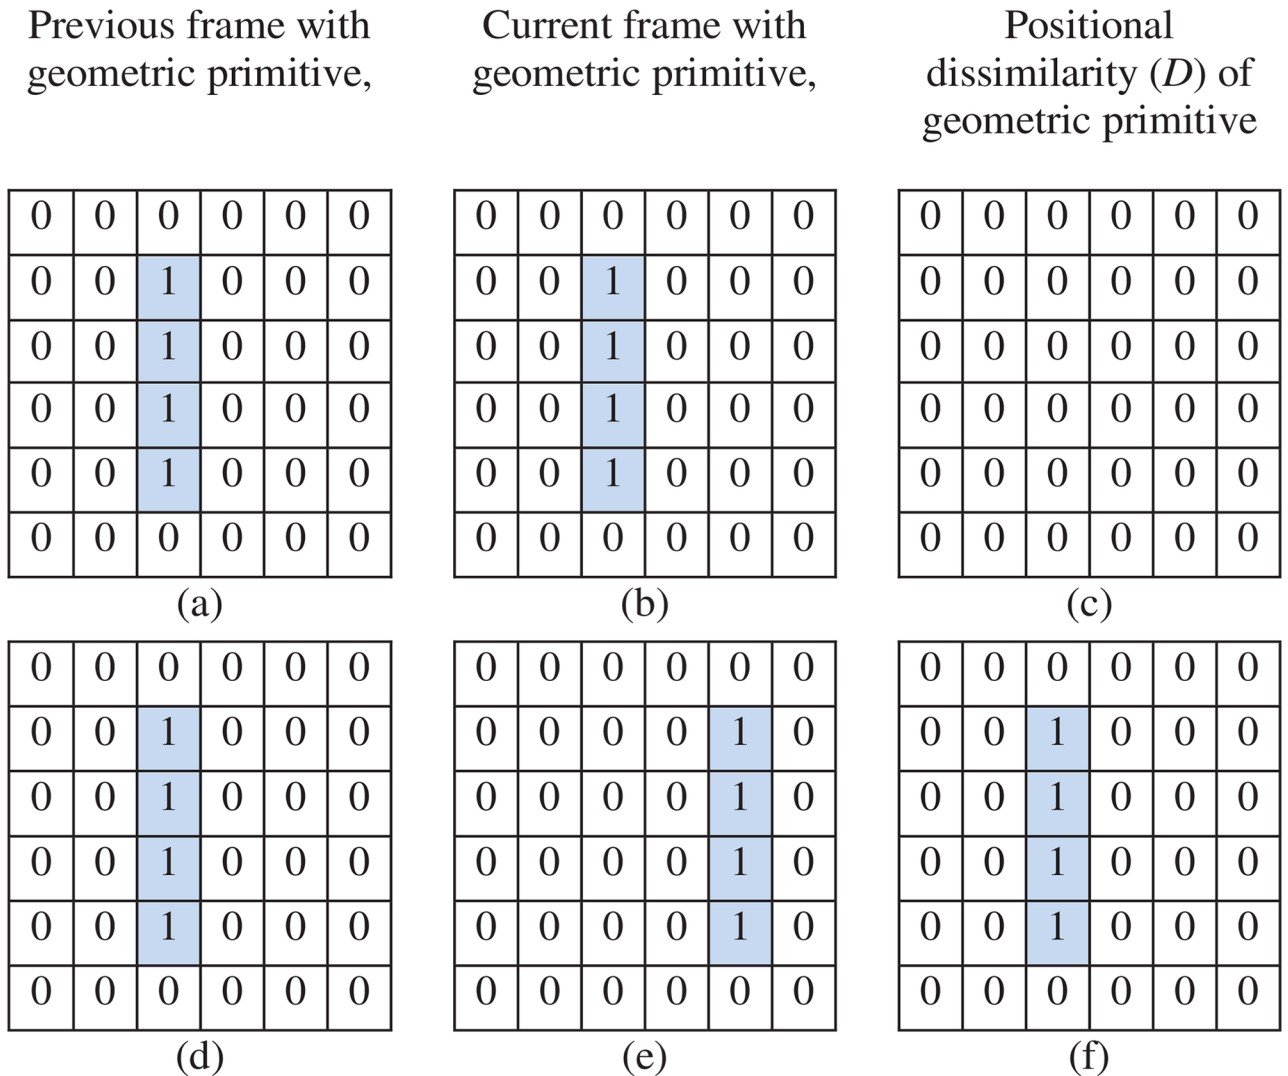 Previous frame with
geometric primitive,
Current frame with
geometric primitive,
Positional
dissimilarity (D) of
geometric primitive
0 0 0 0 0 0
0 0 1 0 0 0
0 0 1 0 0 0
0 0 1 0 0 0
0 0 1 0 0 0
0 0 0 0 0 0
(a)
0 0 0 0 0 0
0 0 1 0 0 0
0 0 1 0 0 0
0 0 1 0 0 0
0 0 1 0 0 0
0 0 0 0 0 0
(b)
0 0 0 0 0 0
0 0 0 0 0 0
0 0 0 0 0 0
0 0 0 0 0 0
0 0 0 0 0 0
0 0 0 0 0 0
(c)
0 0 0 0 0 0
0 0 1 0 0 0
0 0 1 0 0 0
0 0 1 0 0 0
0 0 1 0 0 0
0 0 0 0 0 0
(d)
0 0 0 0 0 0
0 0 0 0 1 0
0 0 0 0 1 0
0 0 0 0 1 0
0 0 0 0 1 0
0 0 0 0 0 0
(e)
0 0 0 0 0 0
0 0 1 0 0 0
0 0 1 0 0 0
0 0 1 0 0 0
0 0 1 0 0 0
0 0 0 0 0 0
(f)